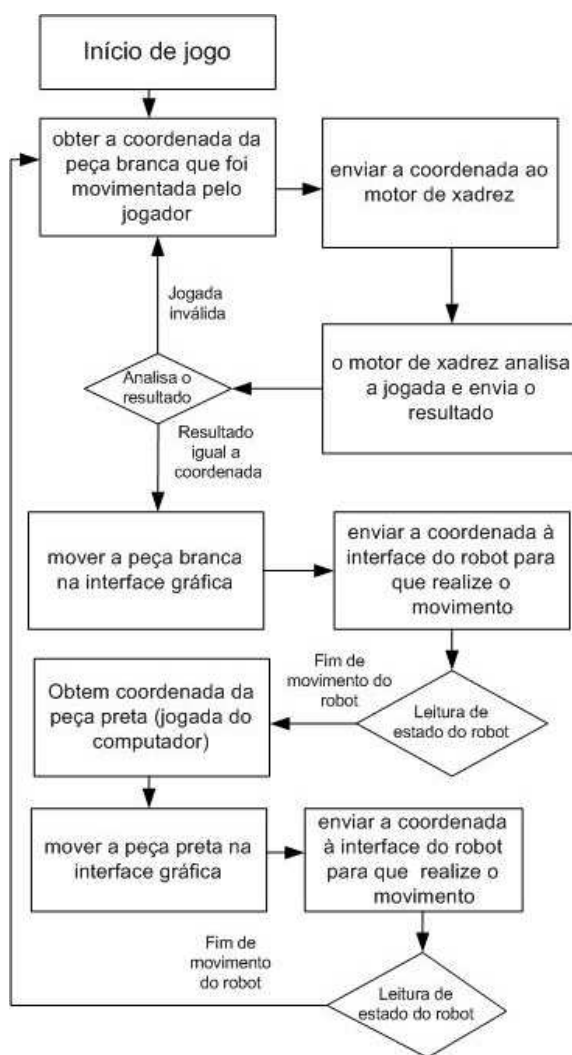 Início de jogo
obter a coordenada da
peça branca que foi
movimentada pelo
jogador
enviar a coordenada ao
motor de xadrez
o motor de xadrez analisa
a jogada e envia o
resultado
Analisa o
resultado
Jogada
inválida
Resultado
igual a
coordenada
mover a peça branca
na interface gráfica
enviar a coordenada à
interface do robot para
que realize o
movimento
Leitura de
estado do robot
Fim de
movimento do
robot
Obtem coordenada da
peça preta (jogada do
computador)
mover a peça preta na
interface gráfica
enviar a coordenada
à interface do robot
para que realize o
movimento
Leitura de
estado do robot
Fim de
movimento
do robot